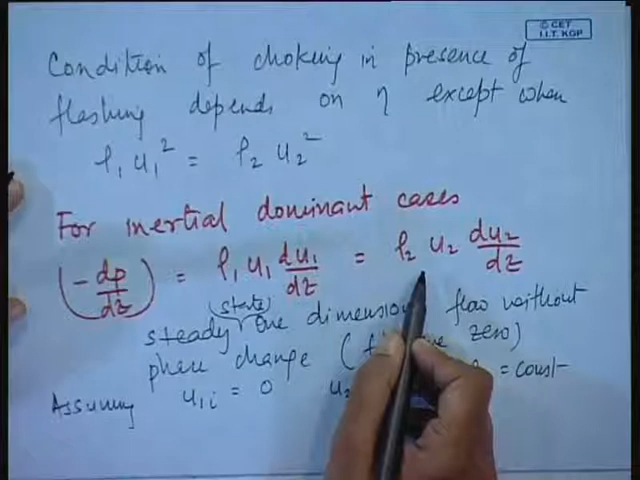 © CET
I.I.T. KGP
Condition of choking in presence of
flashing depends on η except when
ρ₁ u₁² = ρ₂ u₂²
For inertial dominant cases
(-dp/dz) = ρ₁ u₁ du₁/dz = ρ₂ u₂ du₂/dz
(state)
steady one dimension flow without
phase change ( zero)
Assuming u₁ᵢ = 0 = const